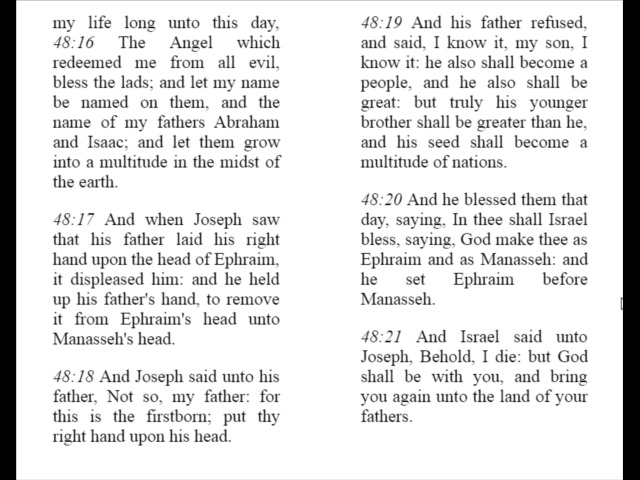 my life long unto this day,
48:16 The Angel which
redeemed me from all evil,
bless the lads; and let my name
be named on them, and the
name of my fathers Abraham
and Isaac; and let them grow
into a multitude in the midst of
the earth.
48:17 And when Joseph saw
that his father laid his right
hand upon the head of Ephraim,
it displeased him: and he held
up his father's hand, to remove
it from Ephraim's head unto
Manasseh's head.
48:18 And Joseph said unto his
father, Not so, my father: for
this is the firstborn; put thy
right hand upon his head.
48:19 And his father refused,
and said, I know it, my son, I
know it: he also shall become a
people, and he also shall be
great: but truly his younger
brother shall be greater than he,
and his seed shall become a
multitude of nations.
48:20 And he blessed them that
day, saying, In thee shall Israel
bless, saying, God make thee as
Ephraim and as Manasseh: and
he set Ephraim before
Manasseh.
48:21 And Israel said unto
Joseph, Behold, I die: but God
shall be with you, and bring
you again unto the land of your
fathers.